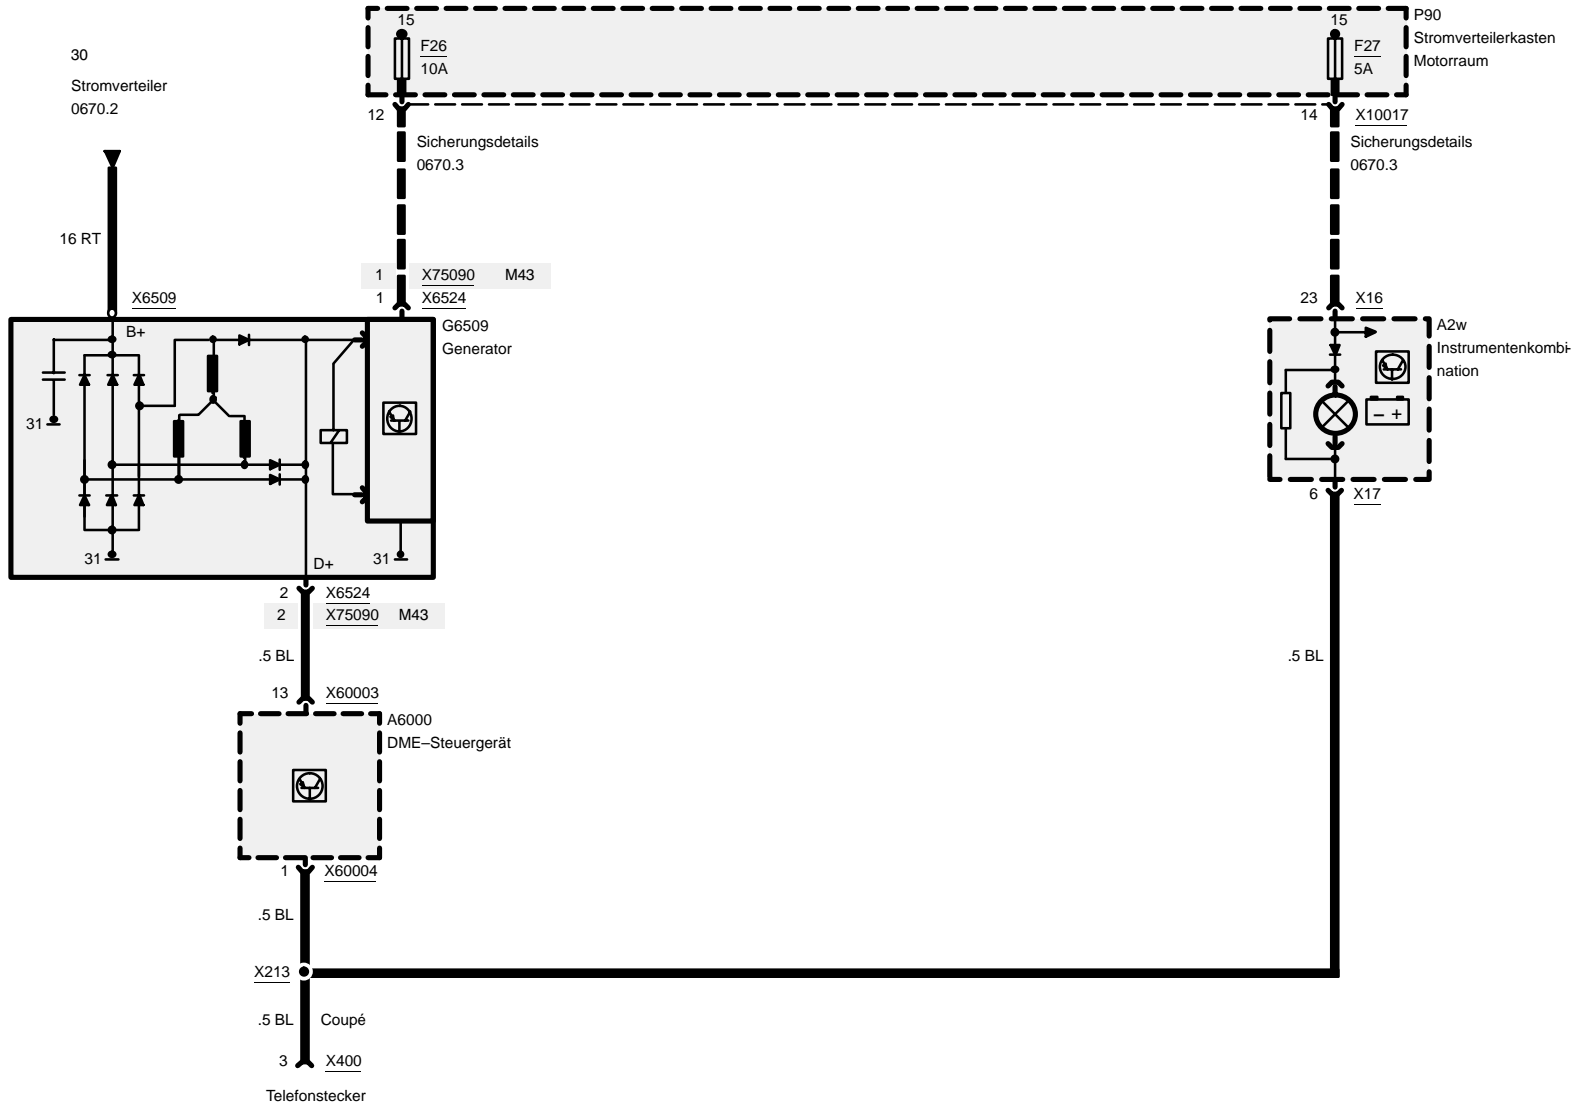 15
F26
10A
15
F27
5A
P90
Stromverteilerkasten
Motorraum
30
Stromverteiler
0670.2
12
14
X10017
Sicherungsdetails
0670.3
Sicherungsdetails
0670.3
16 RT
1
X75090
M43
X6509
1
X6524
23
X16
B+
G6509
Generator
A2w
Instrumentenkombi-
nation
– +
31
31
31
D+
2
X6524
2
X75090
M43
6
X17
.5 BL
.5 BL
13
X60003
A6000
DME–Steuergerät
1
X60004
.5 BL
X213
.5 BL
Coupé
3
X400
Telefonstecker